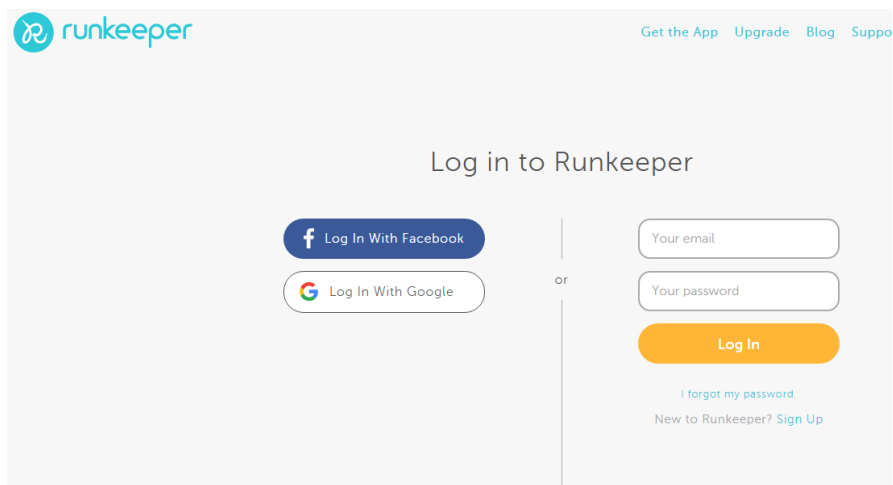 runkeeper
Get the App Upgrade Blog Suppo
Log in to Runkeeper
Log In With Facebook
Log In With Google
or
Your email
Your password
Log In
I forgot my password.
New to Runkeeper? Sign Up